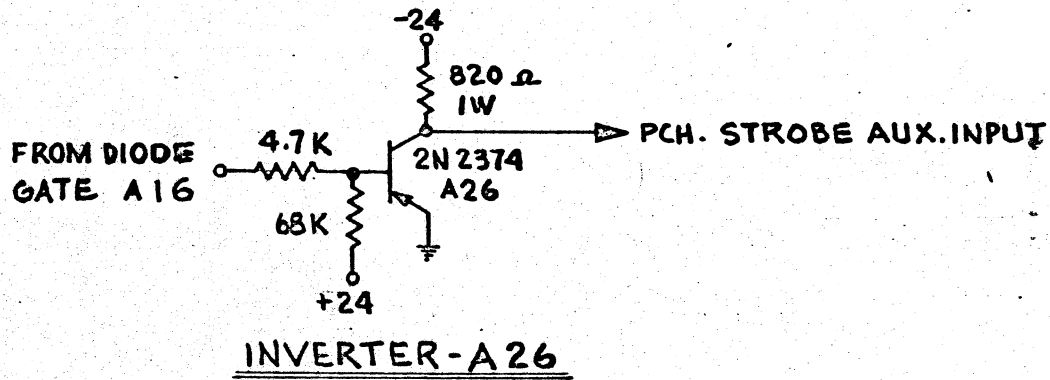 -24
820 Ω
1W
FROM DIODE
GATE A16
4.7K
68K
+24
2N2374
A26
PCH. STROBE AUX. INPUT
INVERTER-A26